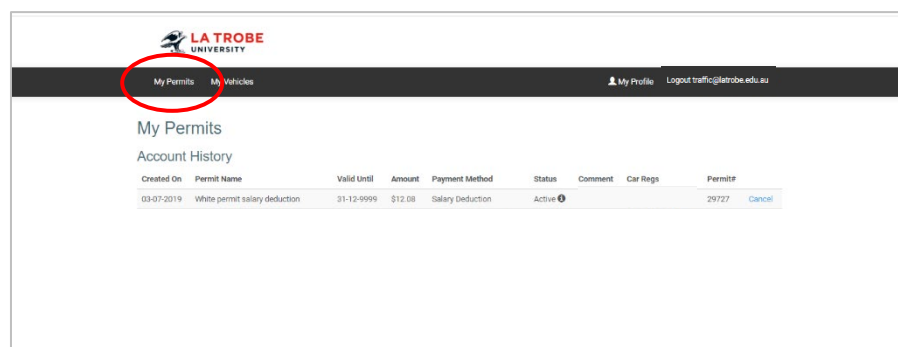 LA TROBE
UNIVERSITY
My Permits My Vehicles My Profile Logout traffic@latrobe.edu.au
My Permits
Account History
Created On Permit Name Valid Until Amount Payment Method Status Comment Car Regs Permit#
03-07-2019 White permit salary deduction 31-12-9999 $12.08 Salary Deduction Active 29727 Cancel